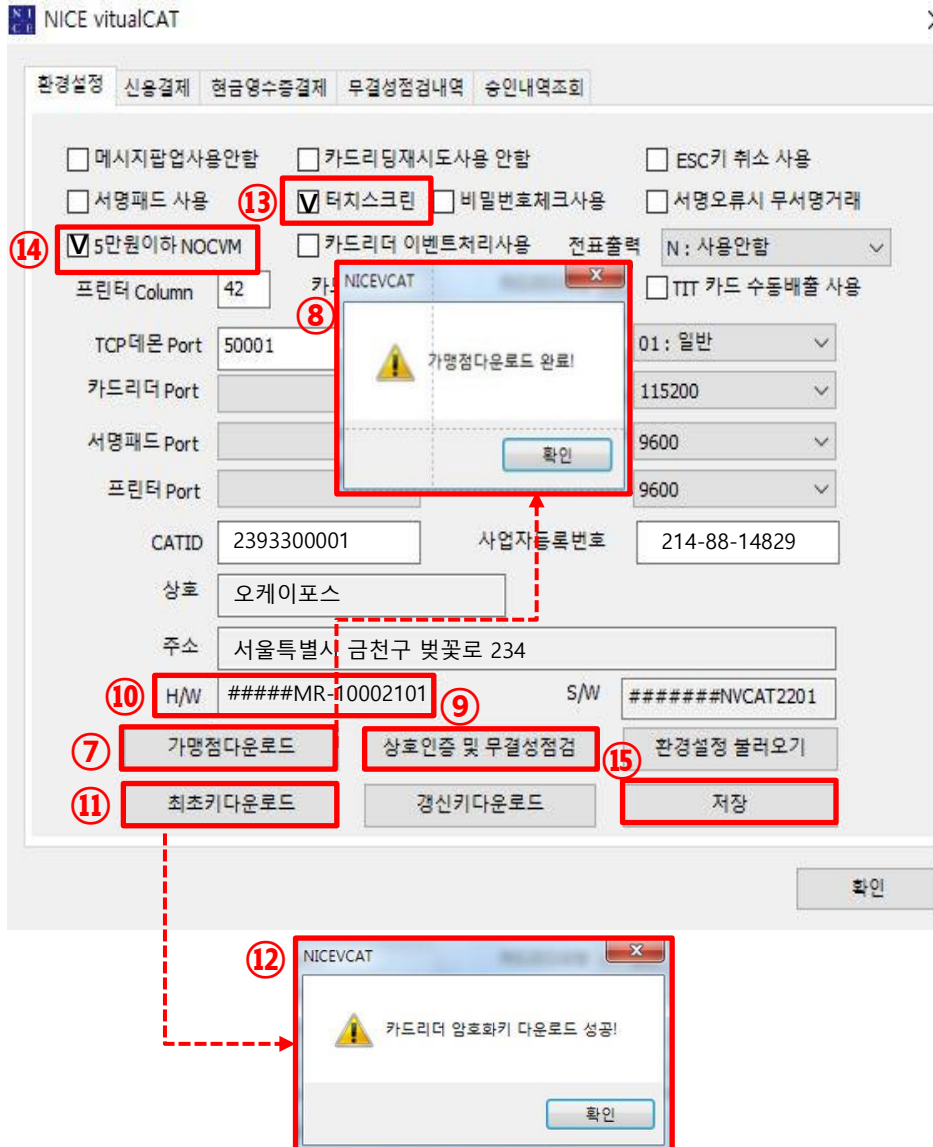 NICE NICE vitualCAT
환경설정 신용결제 현금영수증결제 무결성점검내역 승인내역조회
메시지팝업사용안함 카드리딩재시도사용 안함 ESC키 취소 사용
서명패드 사용 ⑬ V 터치스크린 비밀번호체크사용 서명오류시 무서명거래
⑭ V 5만원이하 NOCVM 카드리더 이벤트처리사용 전표출력 N : 사용안함
프린터 Column 42 TIT 카드 수동배출 사용
⑧ NICEVCAT
가맹점다운로드 완료!
확인
TCP데몬 Port 50001 01 : 일반
카드리더 Port 115200
서명패드 Port 9600
프린터 Port 9600
CATID 2393300001 사업자등록번호 214-88-14829
상호 오케이포스
주소 서울특별시 금천구 벚꽃로 234
⑩ H/W #####MR-10002101 ⑨ S/W #######NVCAT2201
⑦ 가맹점다운로드 상호인증 및 무결성점검 ⑮ 환경설정 불러오기
⑪ 최초키다운로드 갱신키다운로드 저장
확인
⑫ NICEVCAT
카드리더 암호화키 다운로드 성공!
확인